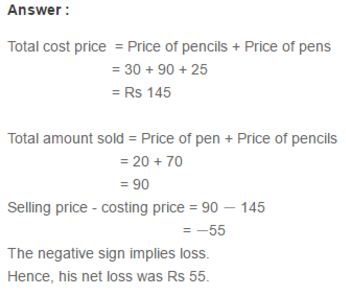 Answer :
Total cost price = Price of pencils + Price of pens
= 30 + 90 + 25
= Rs 145
Total amount sold = Price of pen + Price of pencils
= 20 + 70
= 90
Selling price - costing price = 90 — 145
= —55
The negative sign implies loss.
Hence, his net loss was Rs 55.